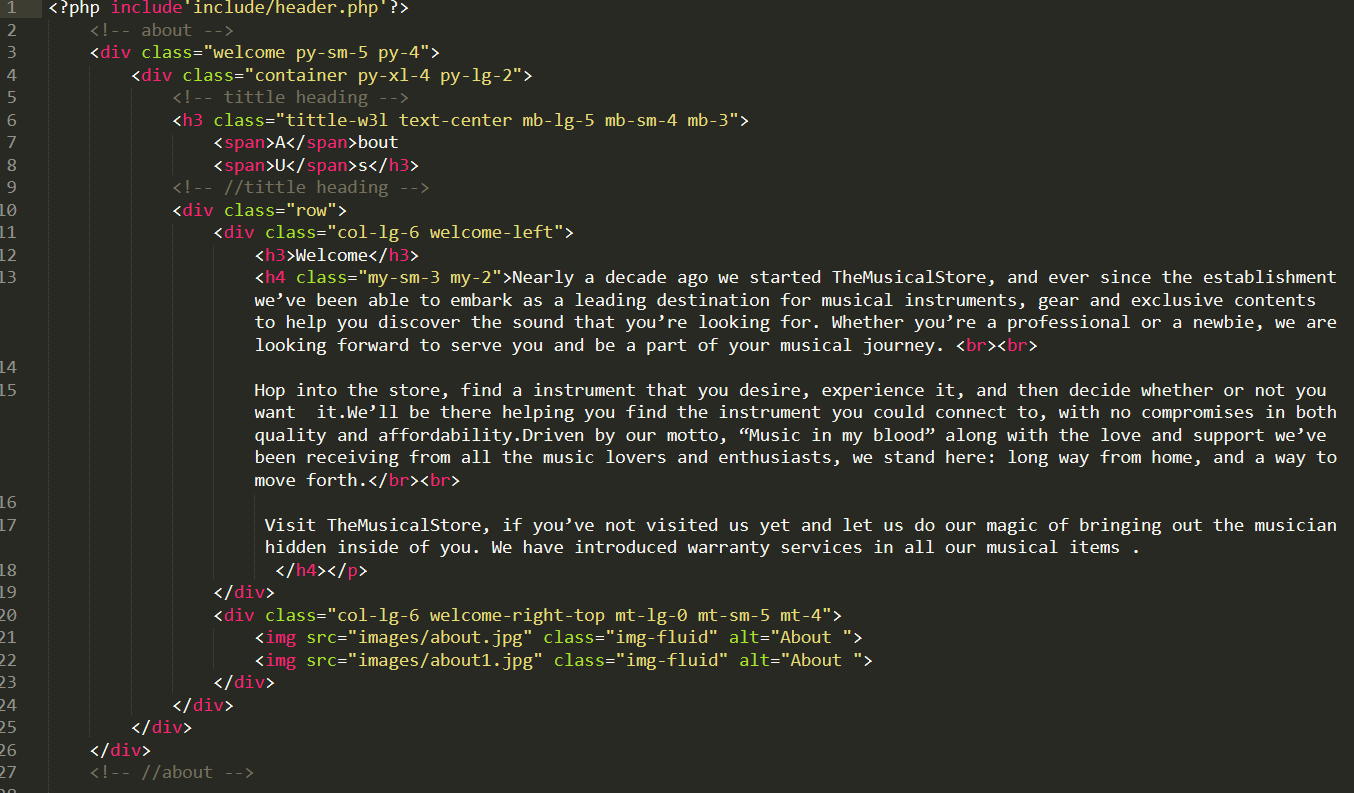 1 <?php include'include/header.php'?>
2 <!-- about -->
3 <div class="welcome py-sm-5 py-4">
4 <div class="container py-xl-4 py-lg-2">
5 <!-- tittle heading -->
6 <h3 class="tittle-w3l text-center mb-lg-5 mb-sm-4 mb-3">
7 <span>A</span>bout
8 <span>U</span>s</h3>
9 <!-- //tittle heading -->
10 <div class="row">
11 <div class="col-lg-6 welcome-left">
12 <h3>Welcome</h3>
13 <h4 class="my-sm-3 my-2">Nearly a decade ago we started TheMusicalStore, and ever since the establishment
we’ve been able to embark as a leading destination for musical instruments, gear and exclusive contents
to help you discover the sound that you’re looking for. Whether you’re a professional or a newbie, we are
looking forward to serve you and be a part of your musical journey. <br><br>
14
15 Hop into the store, find a instrument that you desire, experience it, and then decide whether or not you
want  it.We’ll be there helping you find the instrument you could connect to, with no compromises in both
quality and affordability.Driven by our motto, “Music in my blood” along with the love and support we’ve
been receiving from all the music lovers and enthusiasts, we stand here: long way from home, and a way to
move forth.</br><br>
16
17 Visit TheMusicalStore, if you’ve not visited us yet and let us do our magic of bringing out the musician
hidden inside of you. We have introduced warranty services in all our musical items .
18 </h4></p>
19 </div>
20 <div class="col-lg-6 welcome-right-top mt-lg-0 mt-sm-5 mt-4">
21 <img src="images/about.jpg" class="img-fluid" alt="About ">
22 <img src="images/about1.jpg" class="img-fluid" alt="About ">
23 </div>
24 </div>
25 </div>
26 </div>
27 <!-- //about -->